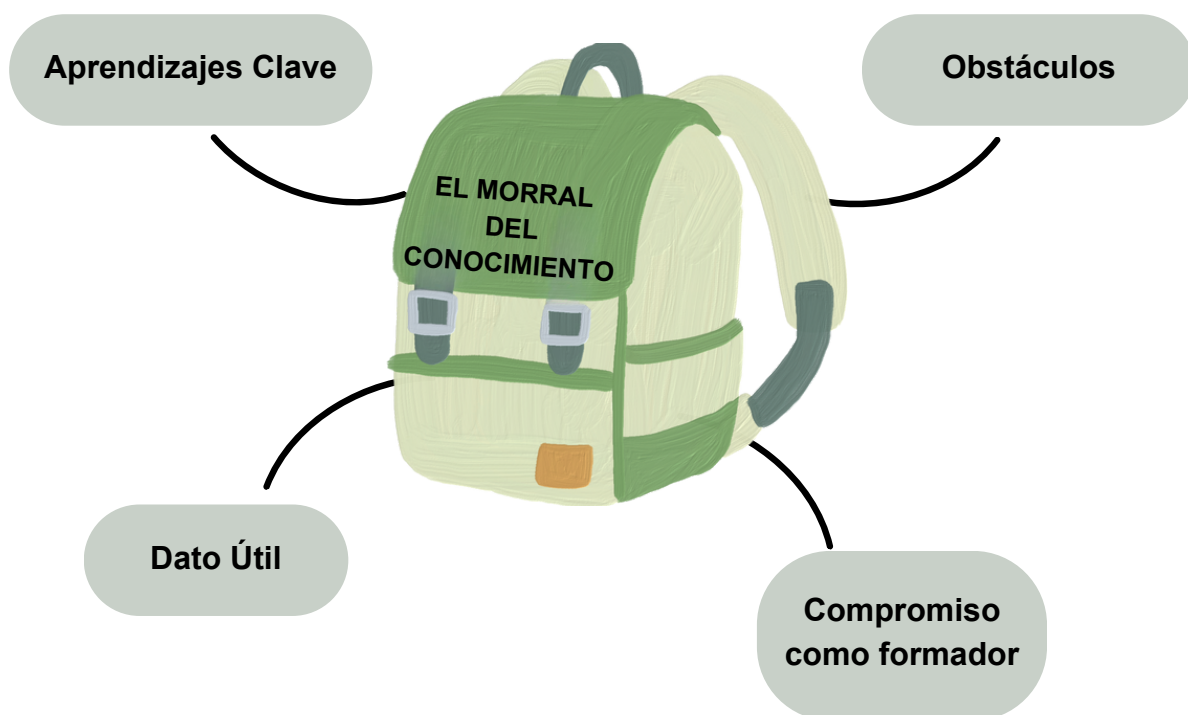 Aprendizajes Clave
Obstáculos
EL MORRAL
DEL
CONOCIMIENTO
Dato Útil
Compromiso
como formador